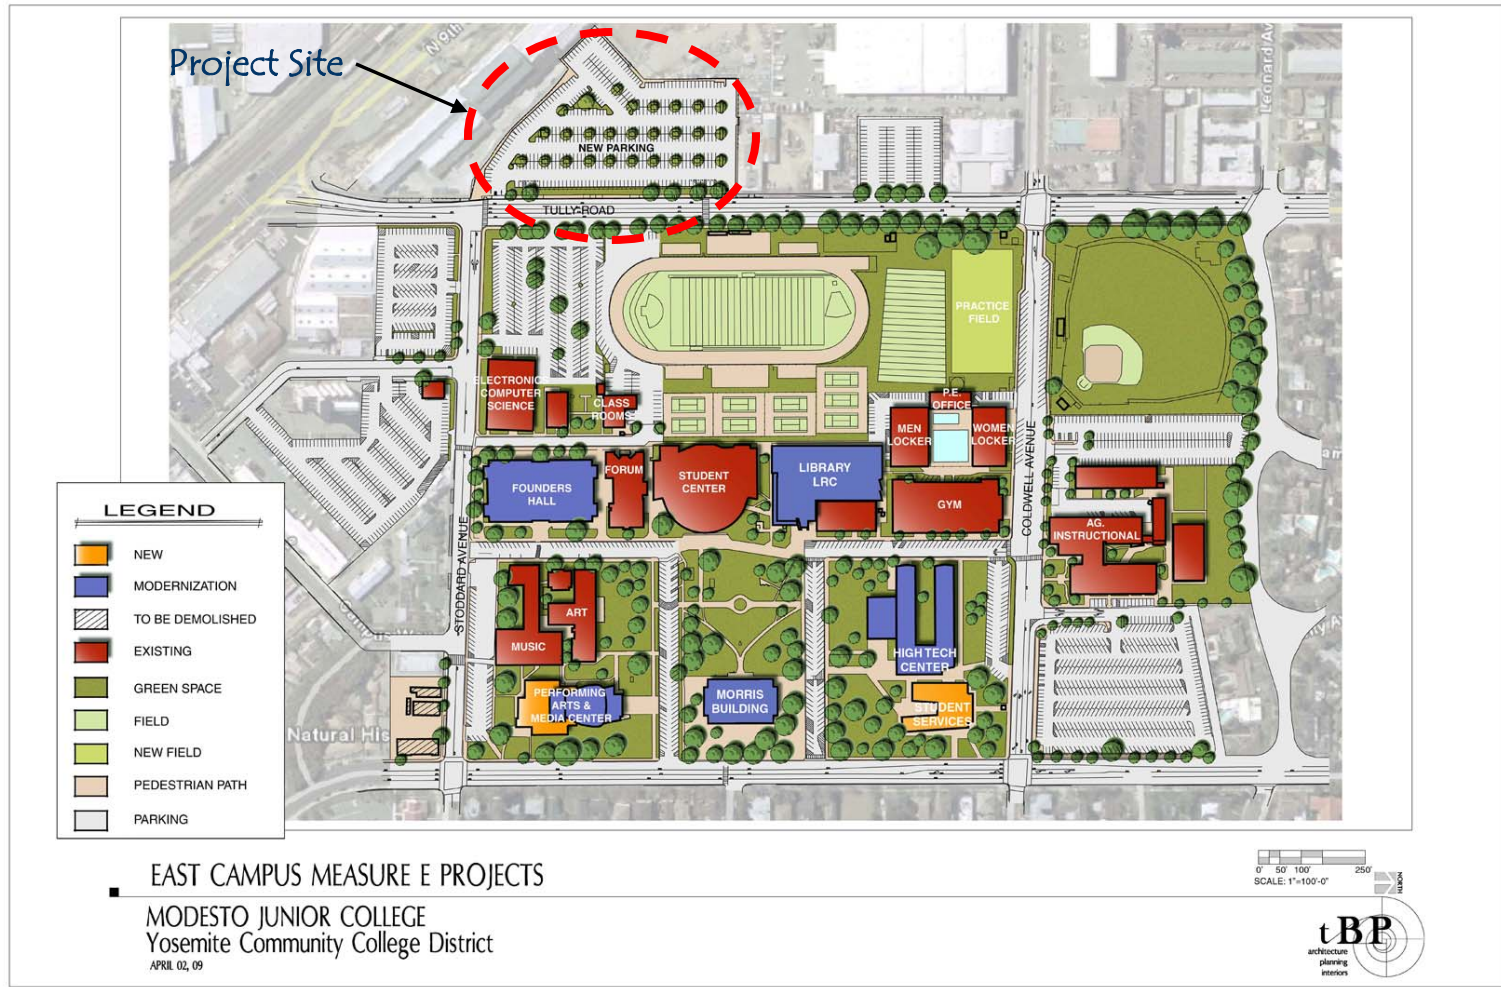 Project Site
N 9th
Leonard Av
NEW PARKING
TULLY ROAD
PRACTICE
FIELD
ELECTRONIC
COMPUTER
SCIENCE
CLASS
ROOMS
P.E.
OFFICE
MEN
LOCKER
WOMEN
LOCKER
COLDWELL AVENUE
FOUNDERS
HALL
FORUM
STUDENT
CENTER
LIBRARY
LRC
GYM
AG.
INSTRUCTIONAL
STODDARD AVENUE
ART
MUSIC
HIGH TECH
CENTER
PERFORMING
ARTS &
MEDIA CENTER
MORRIS
BUILDING
STUDENT
SERVICES
Natural His
LEGEND
NEW
MODERNIZATION
TO BE DEMOLISHED
EXISTING
GREEN SPACE
FIELD
NEW FIELD
PEDESTRIAN PATH
PARKING
EAST CAMPUS MEASURE E PROJECTS
MODESTO JUNIOR COLLEGE
Yosemite Community College District
APRIL 02, 09
0' 50' 100' 250'
SCALE: 1"=100'-0"
NORTH
tBP
architecture
planning
interiors